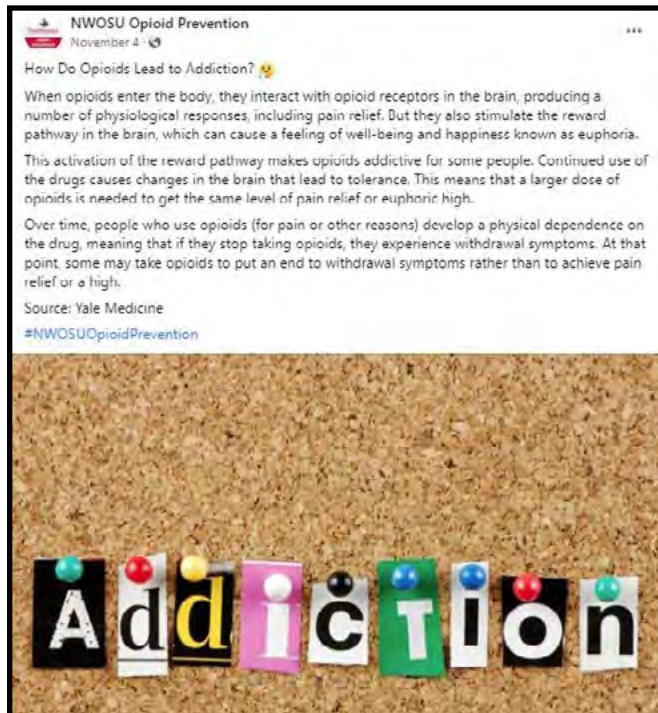 NWOSU Opioid Prevention
November 4
How Do Opioids Lead to Addiction?
When opioids enter the body, they interact with opioid receptors in the brain, producing a
number of physiological responses, including pain relief. But they also stimulate the reward
pathway in the brain, which can cause a feeling of well-being and happiness known as euphoria.
This activation of the reward pathway makes opioids addictive for some people. Continued use of
the drugs causes changes in the brain that lead to tolerance. This means that a larger dose of
opioids is needed to get the same level of pain relief or euphoric high.
Over time, people who use opioids (for pain or other reasons) develop a physical dependence on
the drug, meaning that if they stop taking opioids, they experience withdrawal symptoms. At that
point, some may take opioids to put an end to withdrawal symptoms rather than to achieve pain
relief or a high.
Source: Yale Medicine
#NWOSUOpioidPrevention
AddicTIon